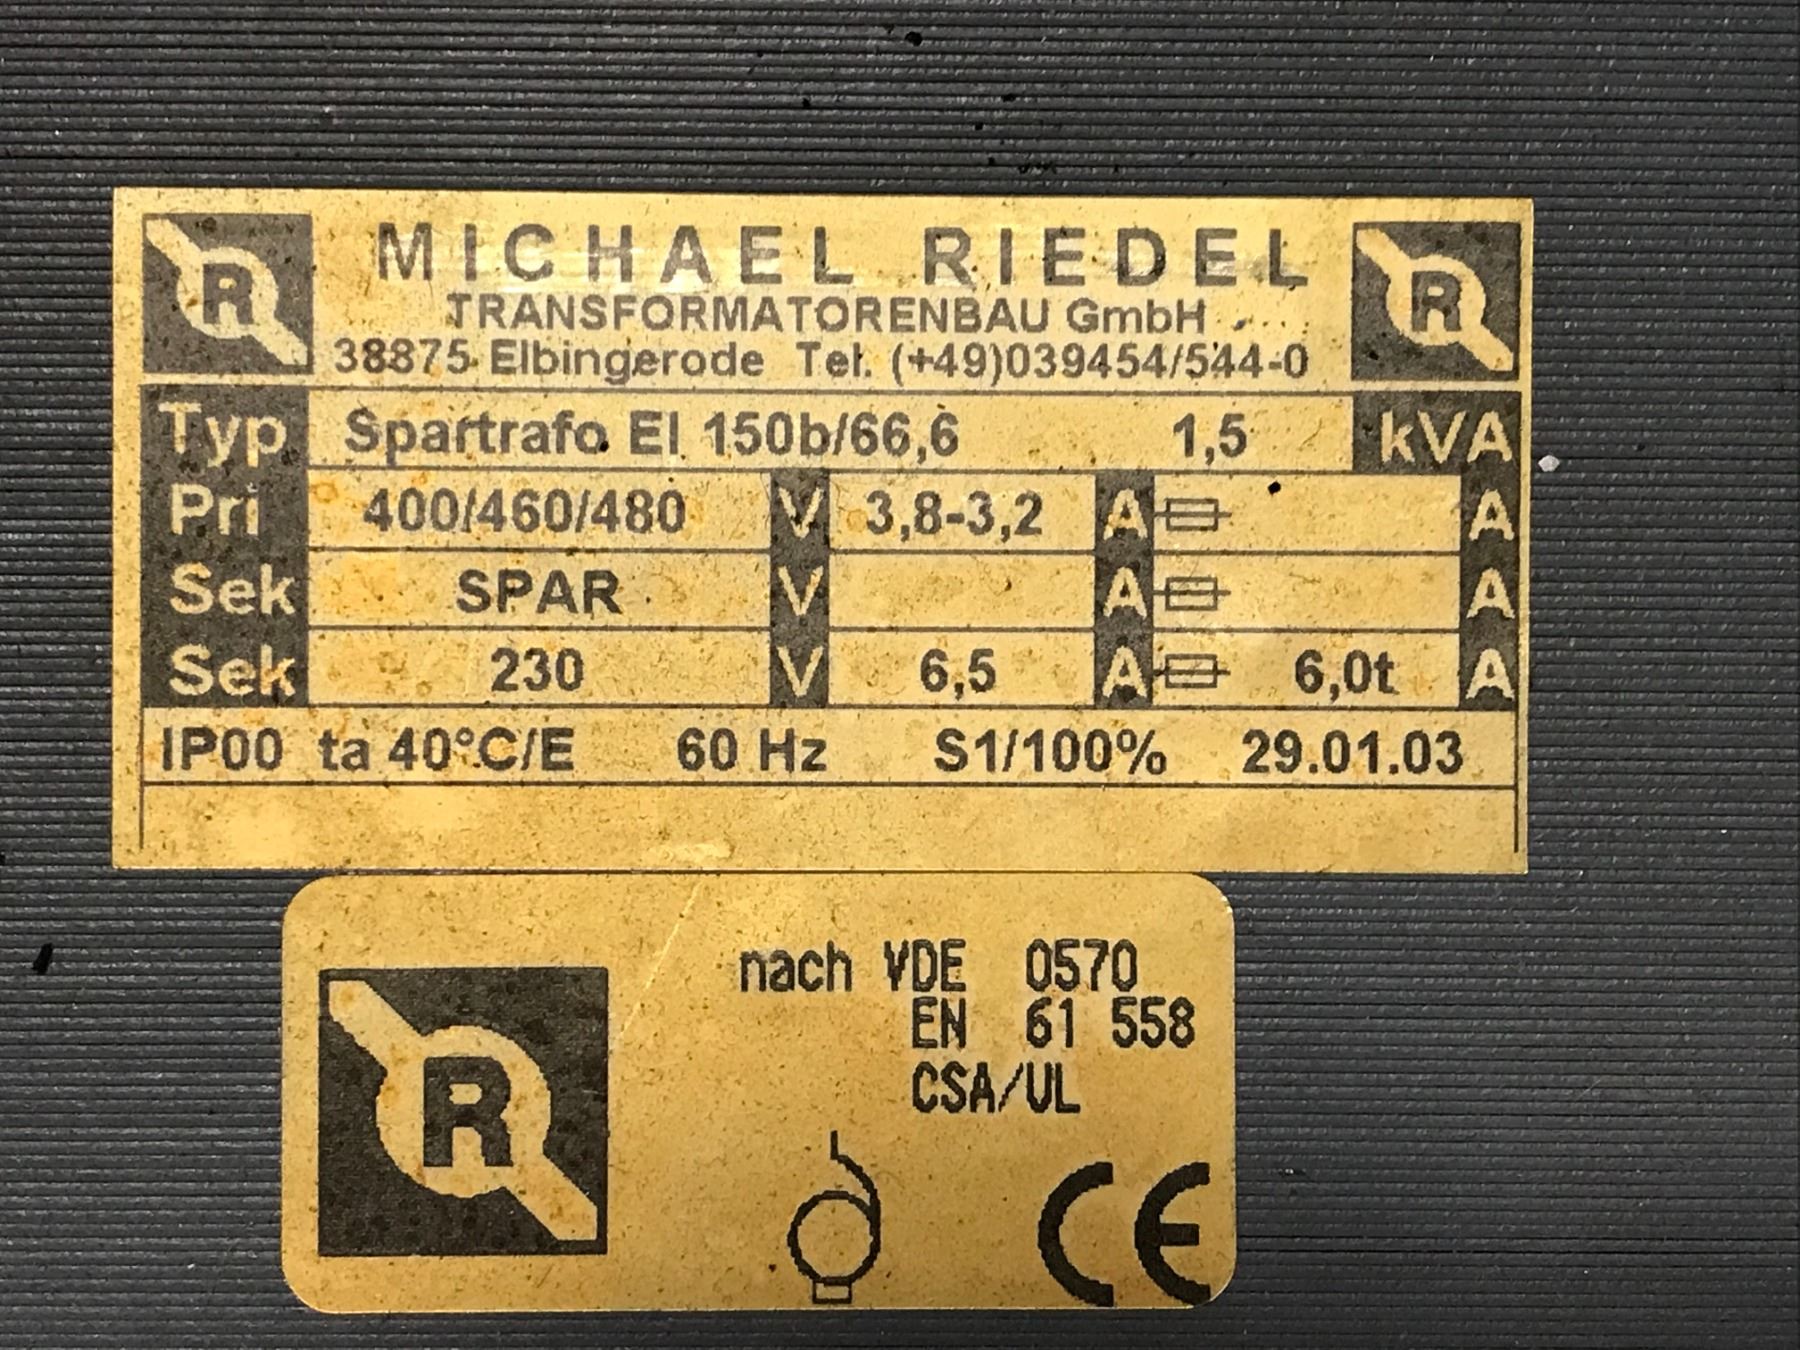 R MICHAEL RIEDEL R
TRANSFORMATORENBAU GmbH
38875 Elbingerode Tel. (+49)039454/544-0
Typ Spartrafo EI 150b/66,6 1,5 kVA
Pri 400/460/480 V 3,8-3,2 A A
Sek SPAR V A A
Sek 230 V 6,5 A 6,0t A
IP00 ta 40°C/E 60 Hz S1/100% 29.01.03
nach VDE 0570
EN 61 558
CSA/UL
R
CE